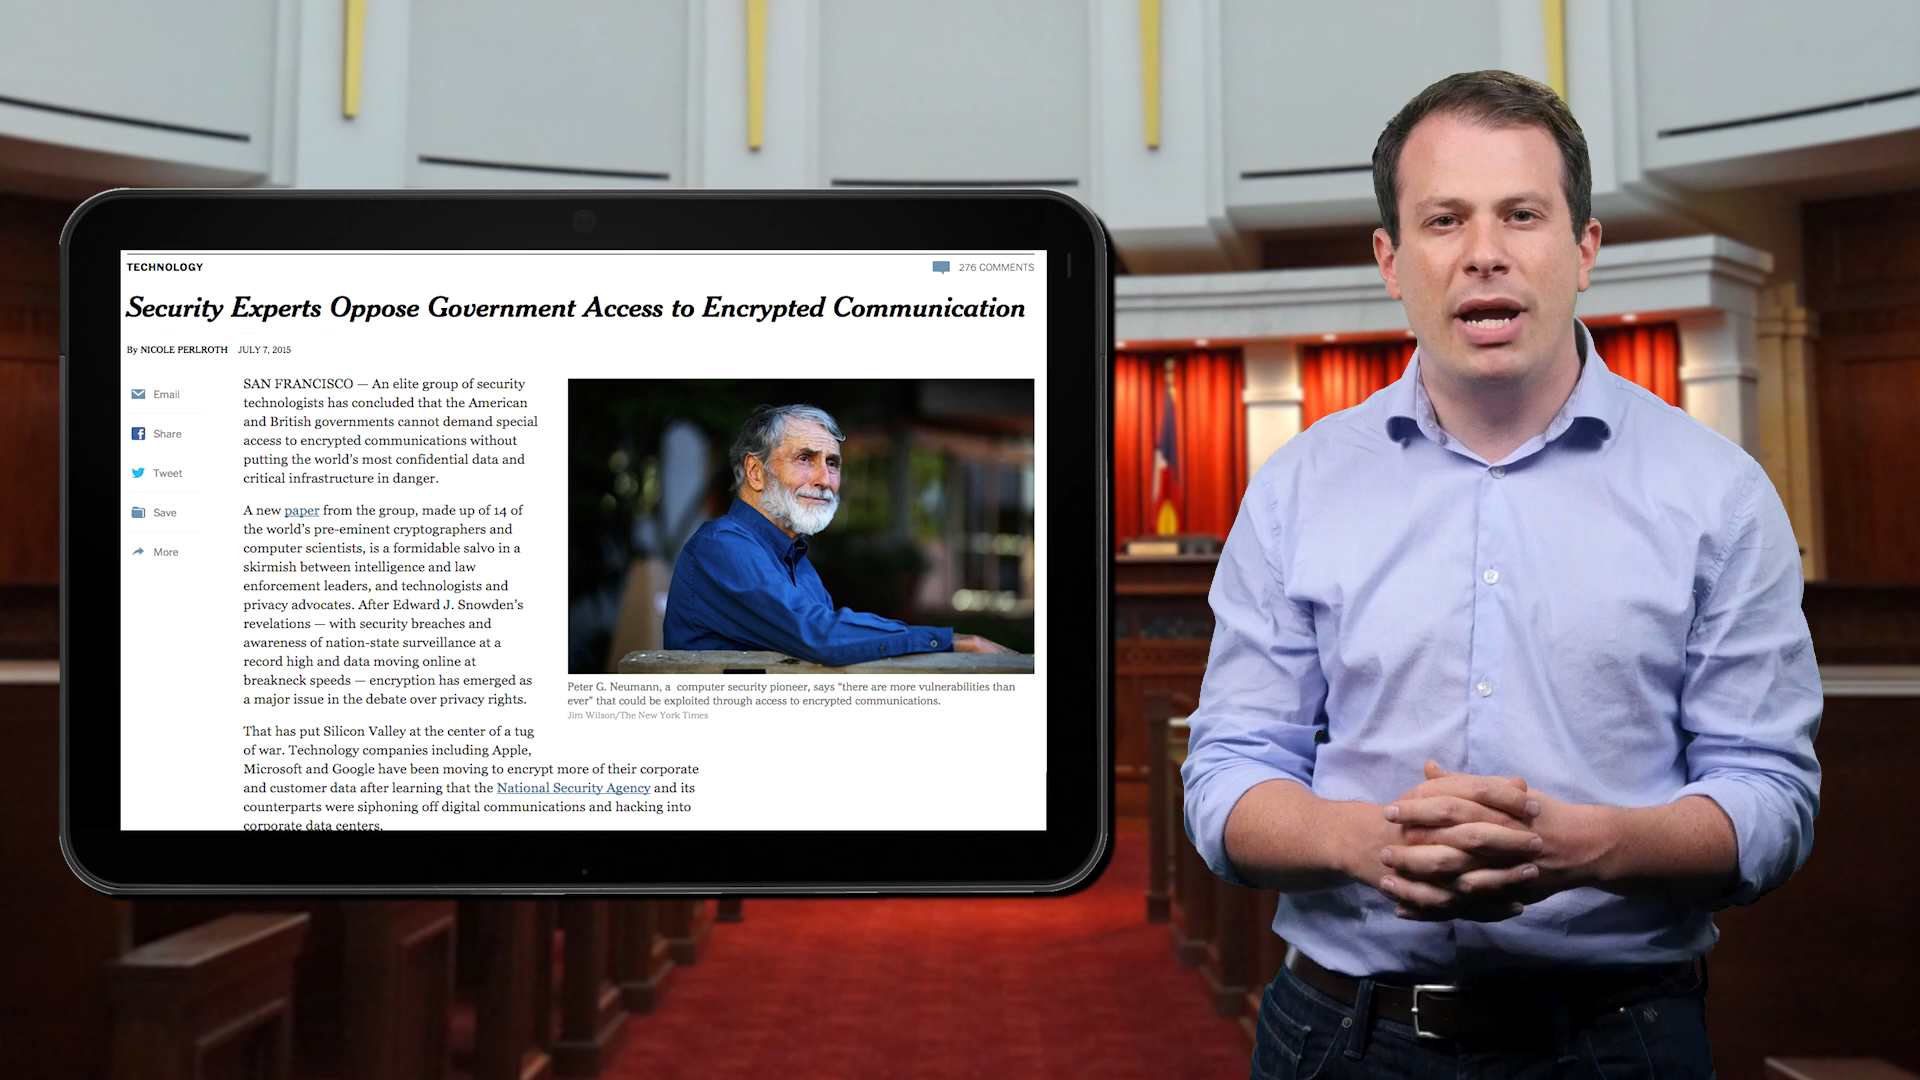 TECHNOLOGY
276 COMMENTS
Security Experts Oppose Government Access to Encrypted Communication
By NICOLE PERLROTH JULY 7, 2015
Email
Share
Tweet
Save
More
SAN FRANCISCO — An elite group of security
technologists has concluded that the American
and British governments cannot demand special
access to encrypted communications without
putting the world's most confidential data and
critical infrastructure in danger.
A new paper from the group, made up of 14 of
the world's pre-eminent cryptographers and
computer scientists, is a formidable salvo in a
skirmish between intelligence and law
enforcement leaders, and technologists and
privacy advocates. After Edward J. Snowden's
revelations — with security breaches and
awareness of nation-state surveillance at a
record high and data moving online at
breakneck speeds — encryption has emerged as
a major issue in the debate over privacy rights.
That has put Silicon Valley at the center of a tug
of war. Technology companies including Apple,
Microsoft and Google have been moving to encrypt more of their corporate
and customer data after learning that the National Security Agency and its
counterparts were siphoning off digital communications and hacking into
corporate data centers.
Peter G. Neumann, a computer security pioneer, says "there are more vulnerabilities than
ever" that could be exploited through access to encrypted communications.
Jim Wilson/The New York Times